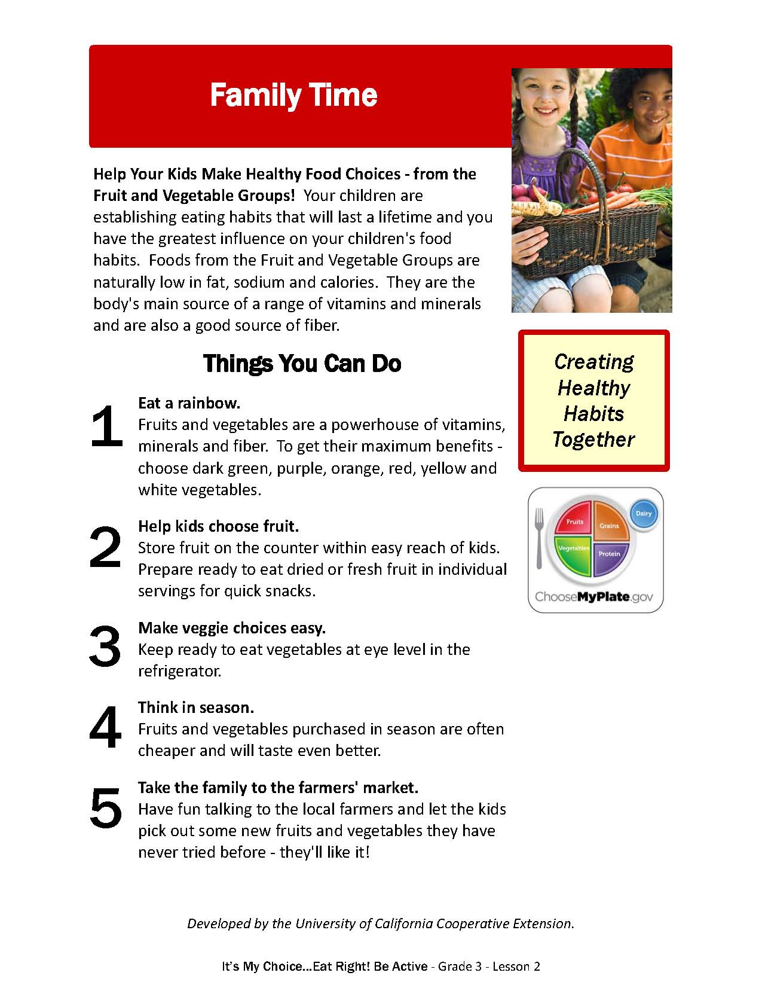 Family Time
Help Your Kids Make Healthy Food Choices - from the
Fruit and Vegetable Groups!  Your children are
establishing eating habits that will last a lifetime and you
have the greatest influence on your children's food
habits.  Foods from the Fruit and Vegetable Groups are
naturally low in fat, sodium and calories.  They are the
body's main source of a range of vitamins and minerals
and are also a good source of fiber.
Things You Can Do
1
Eat a rainbow.
Fruits and vegetables are a powerhouse of vitamins,
minerals and fiber.  To get their maximum benefits -
choose dark green, purple, orange, red, yellow and
white vegetables.
2
Help kids choose fruit.
Store fruit on the counter within easy reach of kids.
Prepare ready to eat dried or fresh fruit in individual
servings for quick snacks.
3
Make veggie choices easy.
Keep ready to eat vegetables at eye level in the
refrigerator.
4
Think in season.
Fruits and vegetables purchased in season are often
cheaper and will taste even better.
5
Take the family to the farmers' market.
Have fun talking to the local farmers and let the kids
pick out some new fruits and vegetables they have
never tried before - they'll like it!
Creating
Healthy
Habits
Together
Dairy
Fruits
Grains
Vegetables
Protein
ChooseMyPlate.gov
Developed by the University of California Cooperative Extension.
It’s My Choice...Eat Right! Be Active - Grade 3 - Lesson 2